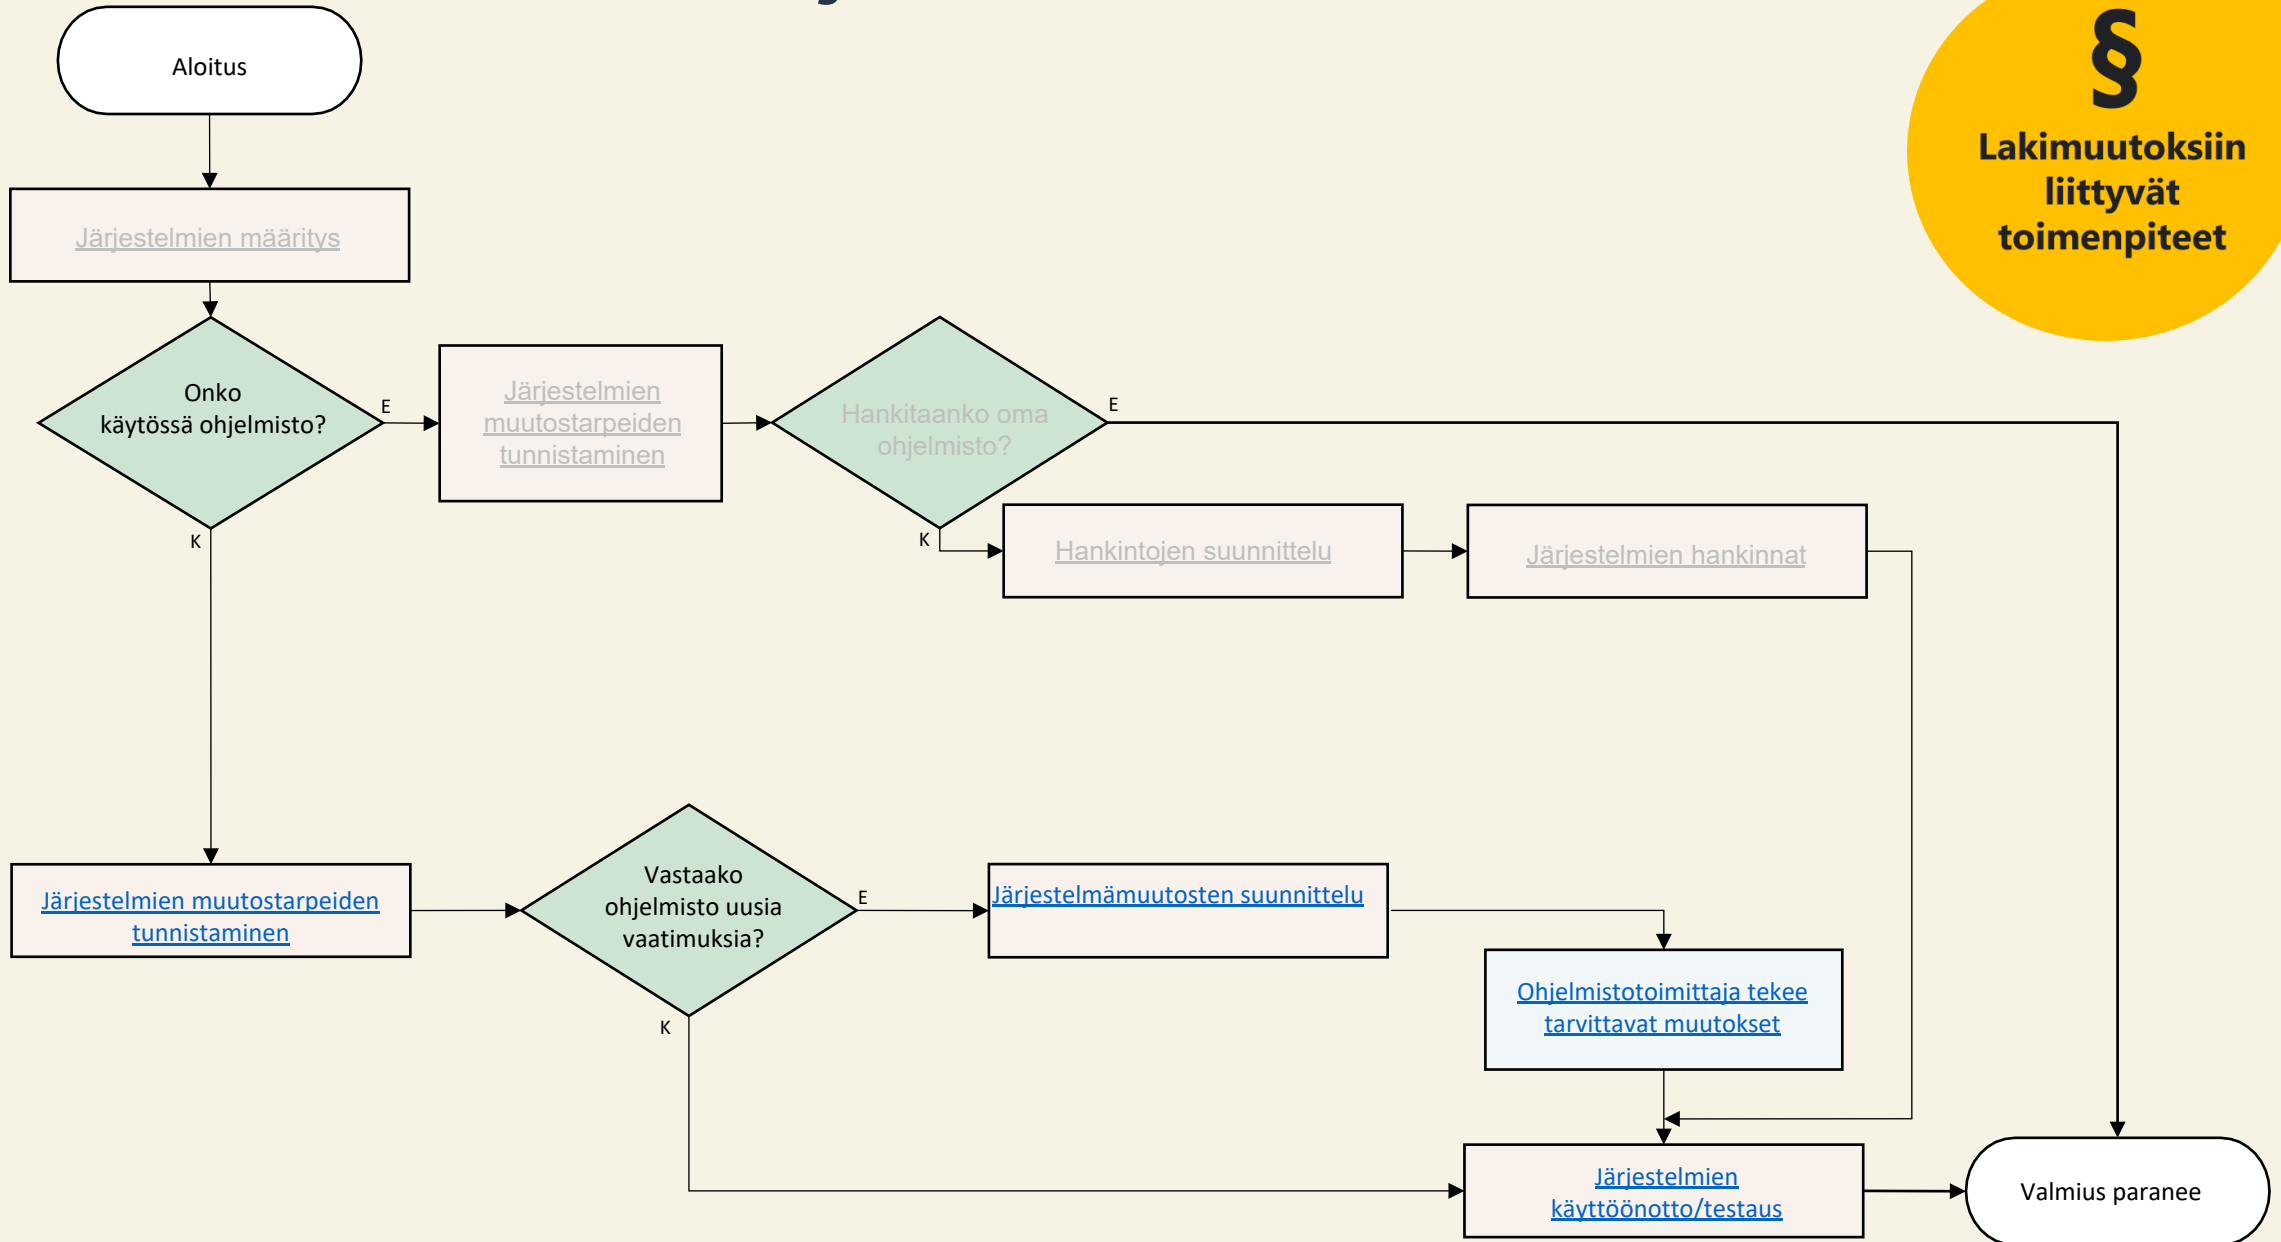 Aloitus
§
Lakimuutoksiin
liittyvät
toimenpiteet
Järjestelmien määritys
Onko
käytössä ohjelmisto?
E
K
Järjestelmien
muutostarpeiden
tunnistaminen
Hankitaanko oma
ohjelmisto?
E
K
Hankintojen suunnittelu
Järjestelmien hankinnat
Järjestelmien muutostarpeiden
tunnistaminen
Vastaako
ohjelmisto uusia
vaatimuksia?
E
K
Järjestelmämuutosten suunnittelu
Ohjelmistotoimittaja tekee
tarvittavat muutokset
Järjestelmien
käyttöönotto/testaus
Valmius paranee